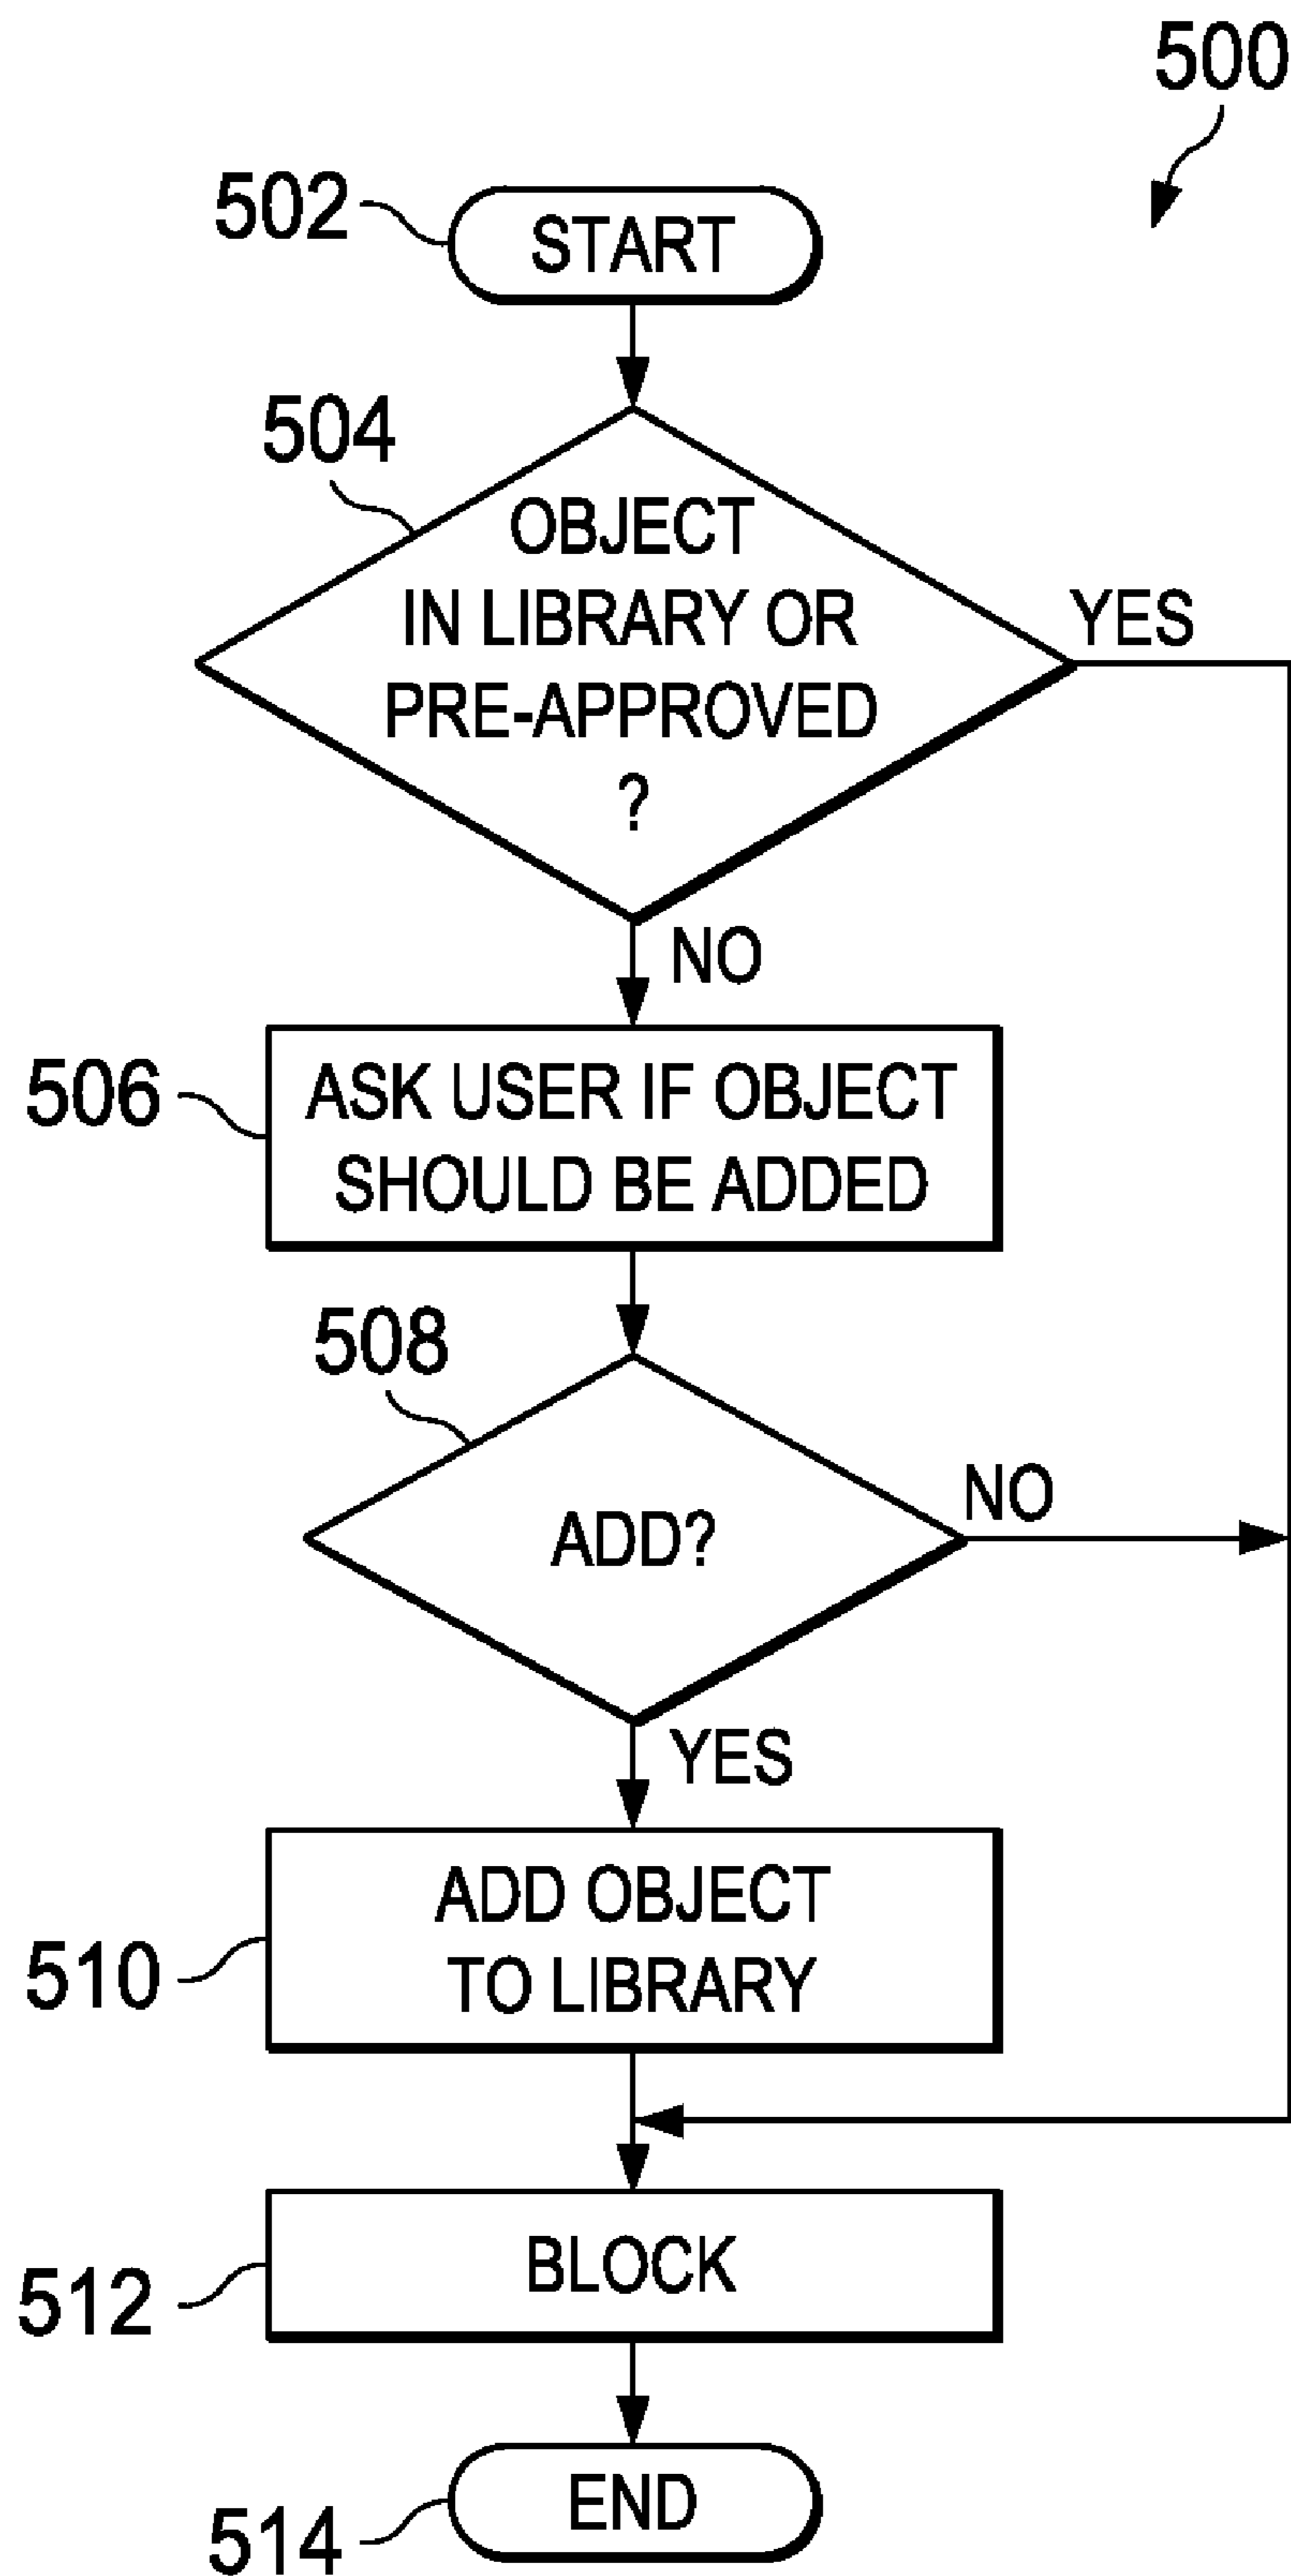 500
502
START
504
OBJECT
IN LIBRARY OR
PRE-APPROVED
?
YES
NO
506
ASK USER IF OBJECT
SHOULD BE ADDED
508
ADD?
NO
YES
510
ADD OBJECT
TO LIBRARY
512
BLOCK
514
END